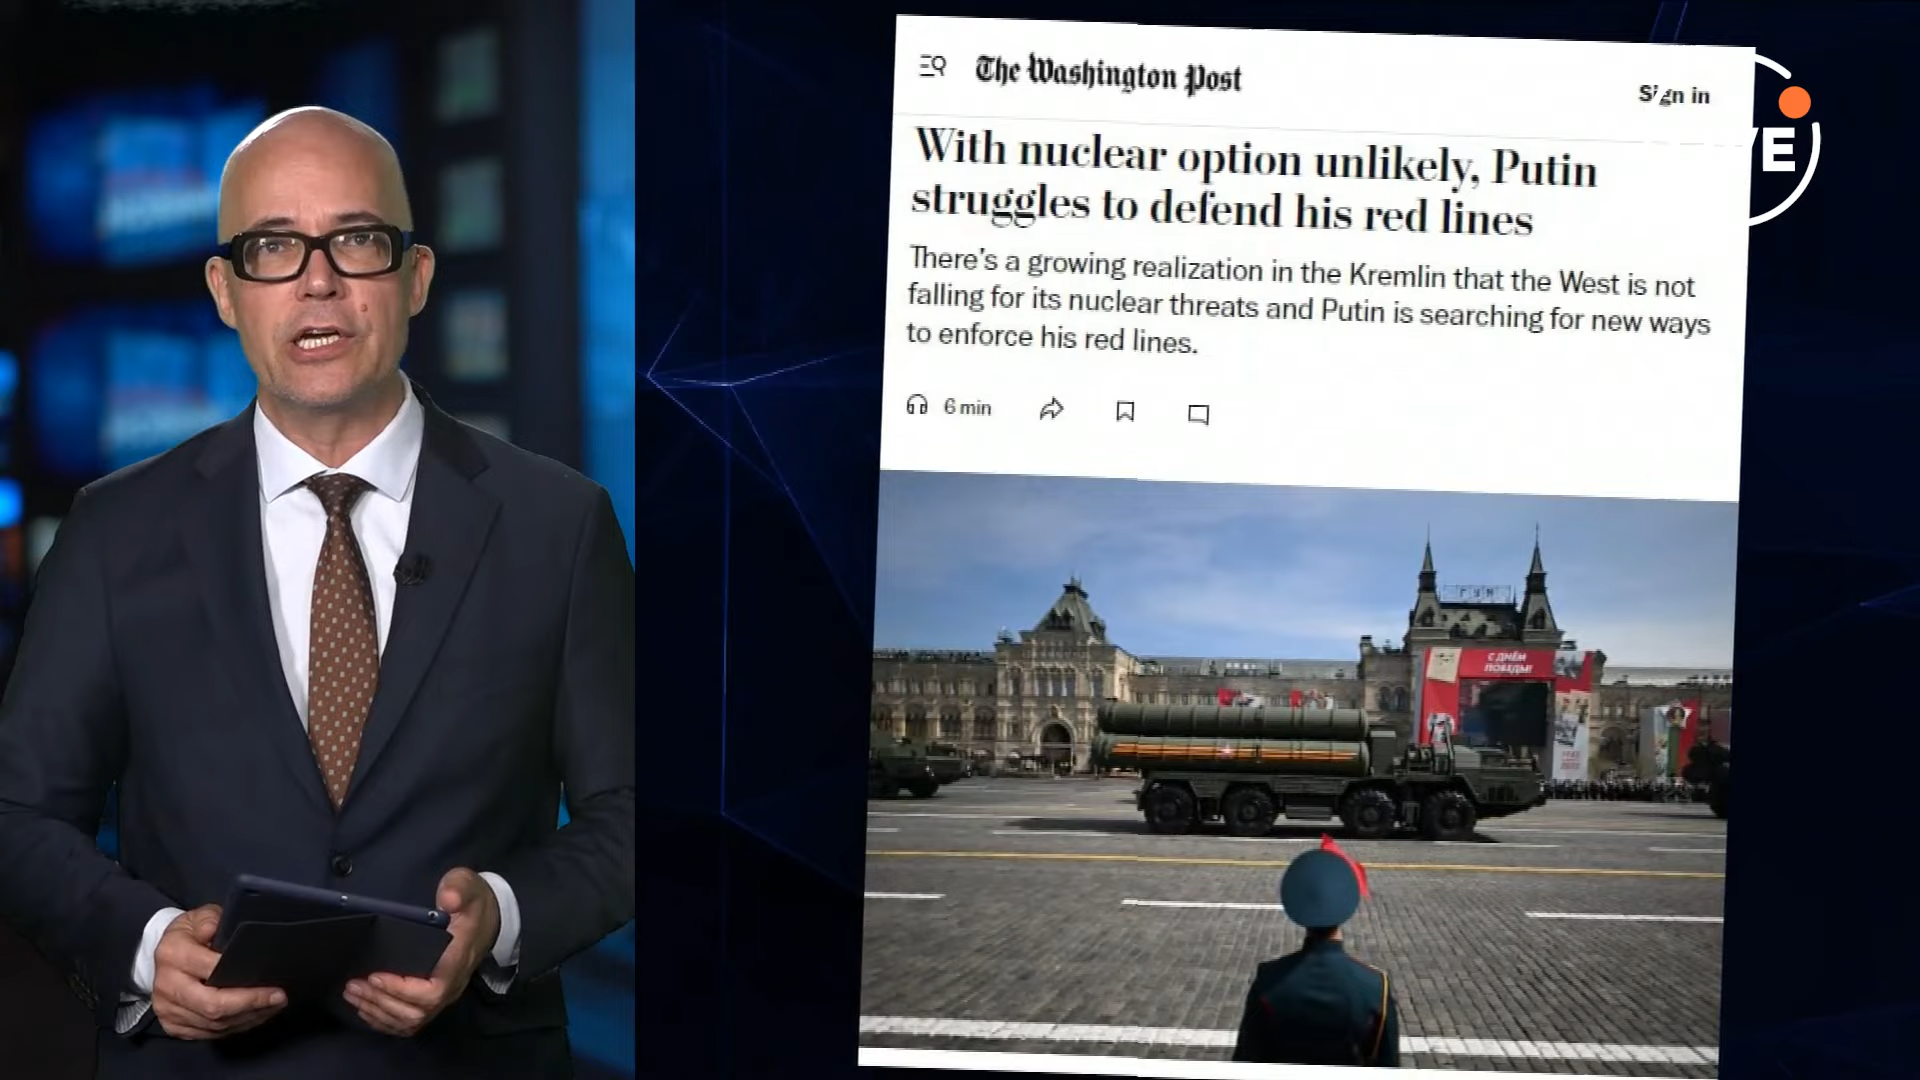 The Washington Post
Sign in
VE
With nuclear option unlikely, Putin
struggles to defend his red lines
There's a growing realization in the Kremlin that the West is not
falling for its nuclear threats and Putin is searching for new ways
to enforce his red lines.
6 min
ГУМ
С ДНЁМ
ПОБЕДЫ!